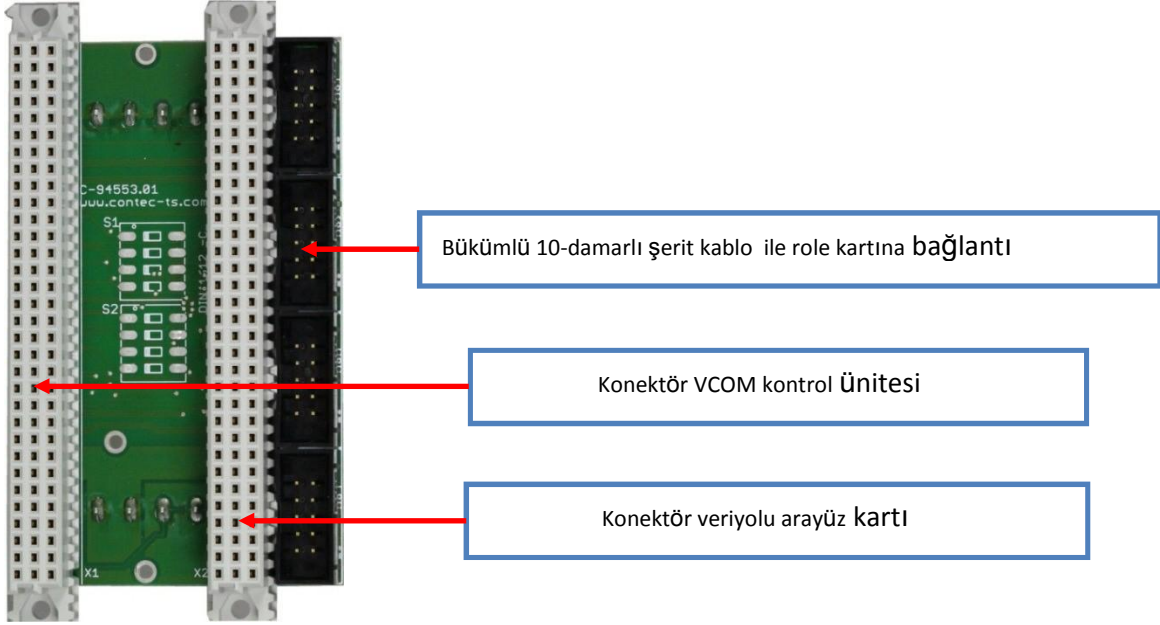 C-94553.01
www.contec-ts.com
S1
DIN41612-C
S2
Bükümlü 10-damarlı şerit kablo ile role kartına bağlantı
Konektör VCOM kontrol ünitesi
Konektör veriyolu arayüz kartı
X1
X2